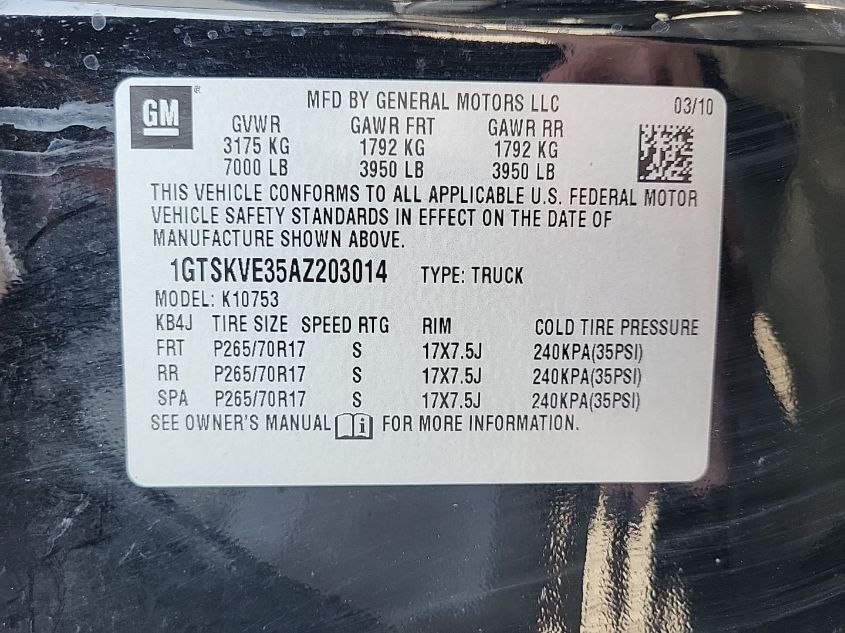 GM
MFD BY GENERAL MOTORS LLC 03/10
GVWR GAWR FRT GAWR RR
3175 KG 1792 KG 1792 KG
7000 LB 3950 LB 3950 LB
THIS VEHICLE CONFORMS TO ALL APPLICABLE U.S. FEDERAL MOTOR
VEHICLE SAFETY STANDARDS IN EFFECT ON THE DATE OF
MANUFACTURE SHOWN ABOVE.
1GTSKVE35AZ203014 TYPE: TRUCK
MODEL: K10753
KB4J TIRE SIZE SPEED RTG RIM COLD TIRE PRESSURE
FRT P265/70R17 S 17X7.5J 240KPA(35PSI)
RR P265/70R17 S 17X7.5J 240KPA(35PSI)
SPA P265/70R17 S 17X7.5J 240KPA(35PSI)
SEE OWNER'S MANUAL i FOR MORE INFORMATION.